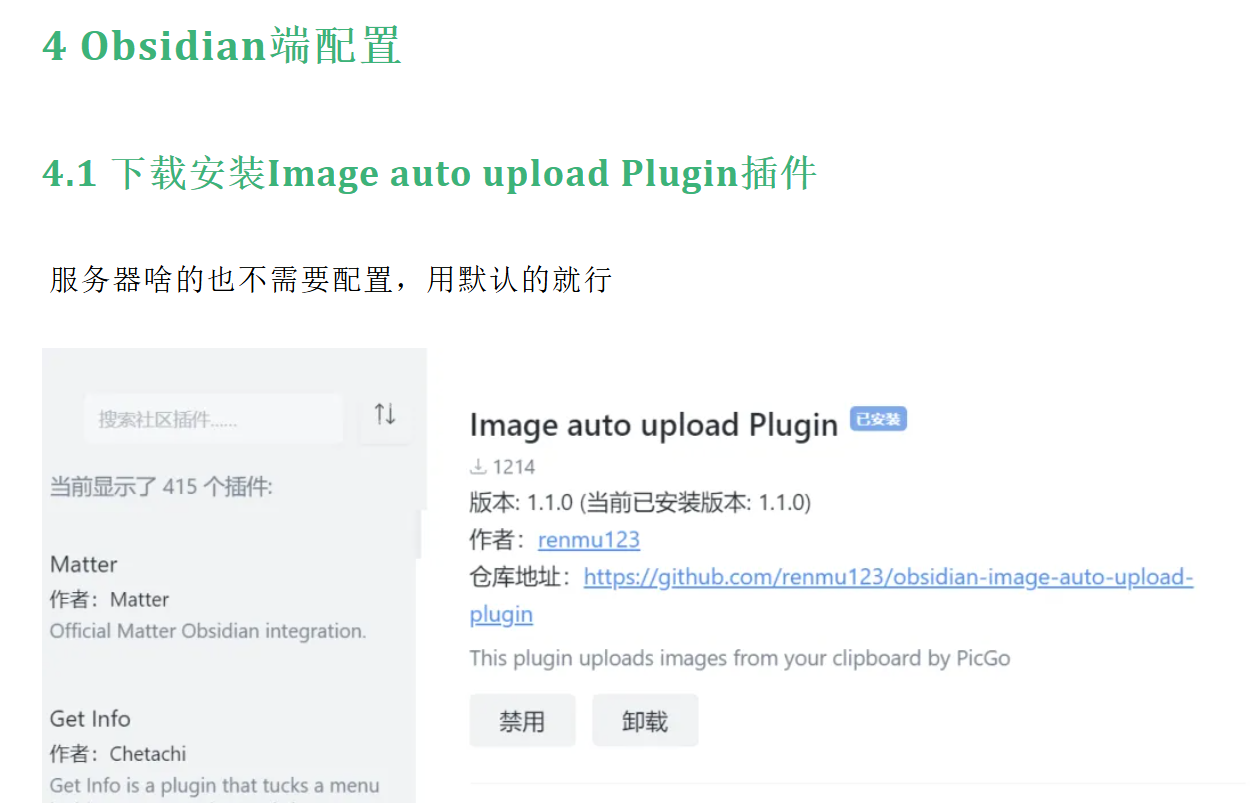 4 Obsidian端配置
4.1 下载安装Image auto upload Plugin插件
服务器啥的也不需要配置，用默认的就行
搜索社区插件......
当前显示了 415 个插件:
Matter
作者：Matter
Official Matter Obsidian integration.
Get Info
作者：Chetachi
Get Info is a plugin that tucks a menu
Image auto upload Plugin 已安装
1214
版本: 1.1.0 (当前已安装版本: 1.1.0)
作者：renmu123
仓库地址：https://github.com/renmu123/obsidian-image-auto-upload-
plugin
This plugin uploads images from your clipboard by PicGo
禁用 卸载